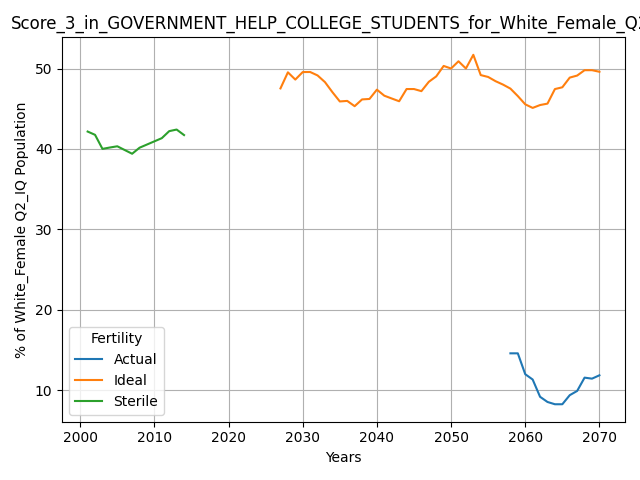 Score_3_in_GOVERNMENT_HELP_COLLEGE_STUDENTS_for_White_Female_Q2
% of White_Female Q2_IQ Population
50
40
30
20
10
Fertility
Actual
Ideal
Sterile
2000 2010 2020 2030 2040 2050 2060 2070
Years